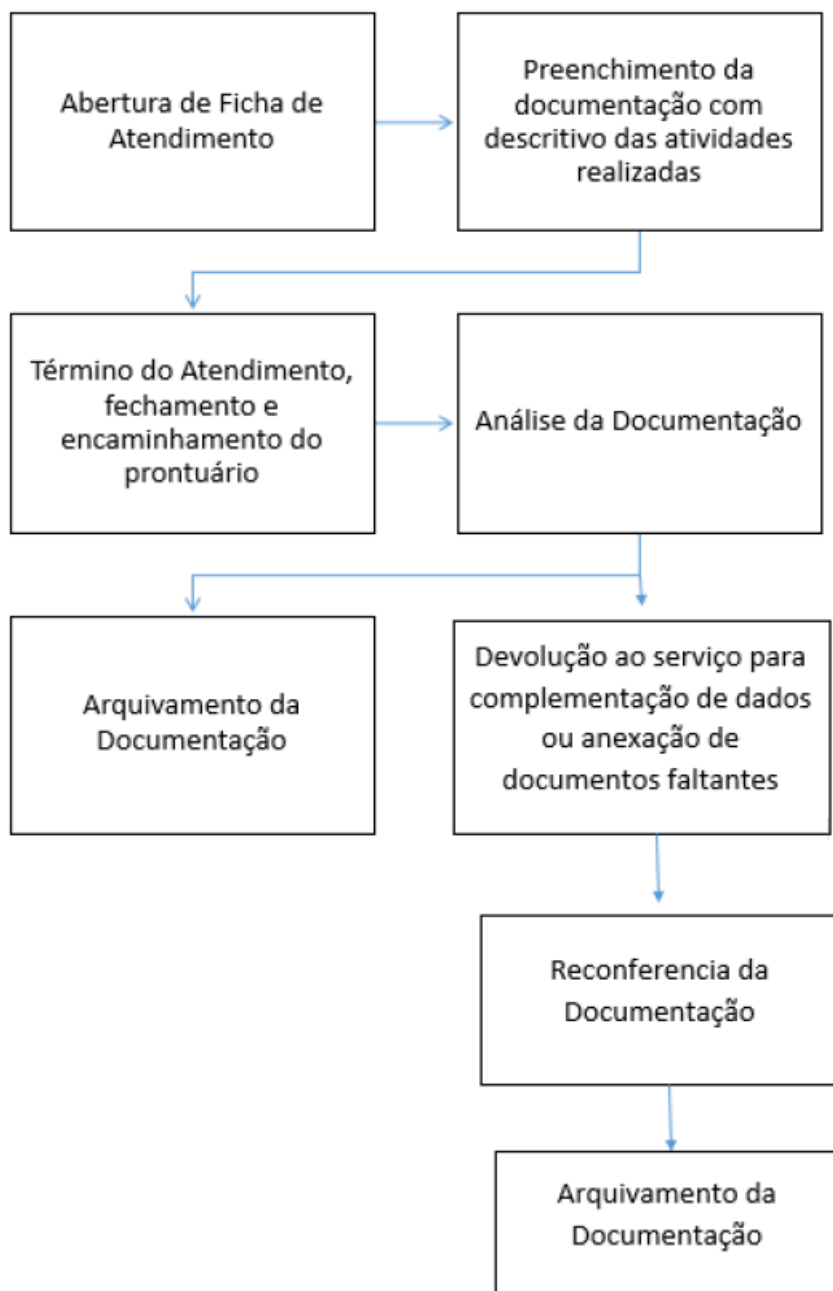 Abertura de Ficha de
Atendimento
Preenchimento da
documentação com
descritivo das atividades
realizadas
Término do Atendimento,
fechamento e
encaminhamento do
prontuário
Análise da Documentação
Arquivamento da
Documentação
Devolução ao serviço para
complementação de dados
ou anexação de
documentos faltantes
Reconferencia da
Documentação
Arquivamento da
Documentação